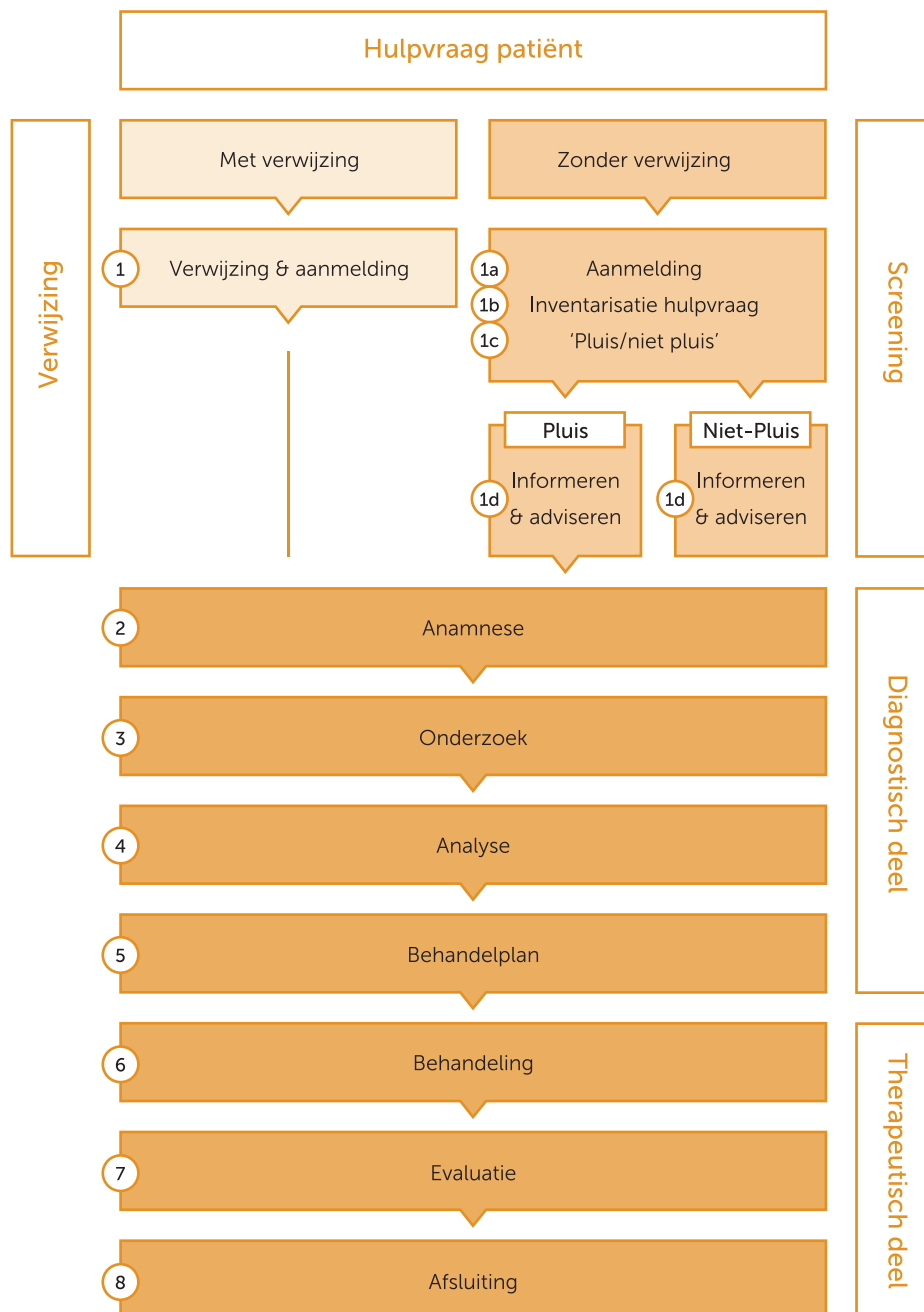 Hulpvraag patiënt
Verwijzing
Met verwijzing
Zonder verwijzing
Screening
1
Verwijzing & aanmelding
1a
Aanmelding
1b
Inventarisatie hulpvraag
1c
‘Pluis/niet pluis’
Pluis
1d
Informeren
& adviseren
Niet-Pluis
1d
Informeren
& adviseren
Diagnostisch deel
2
Anamnese
3
Onderzoek
4
Analyse
5
Behandelplan
Therapeutisch deel
6
Behandeling
7
Evaluatie
8
Afsluiting